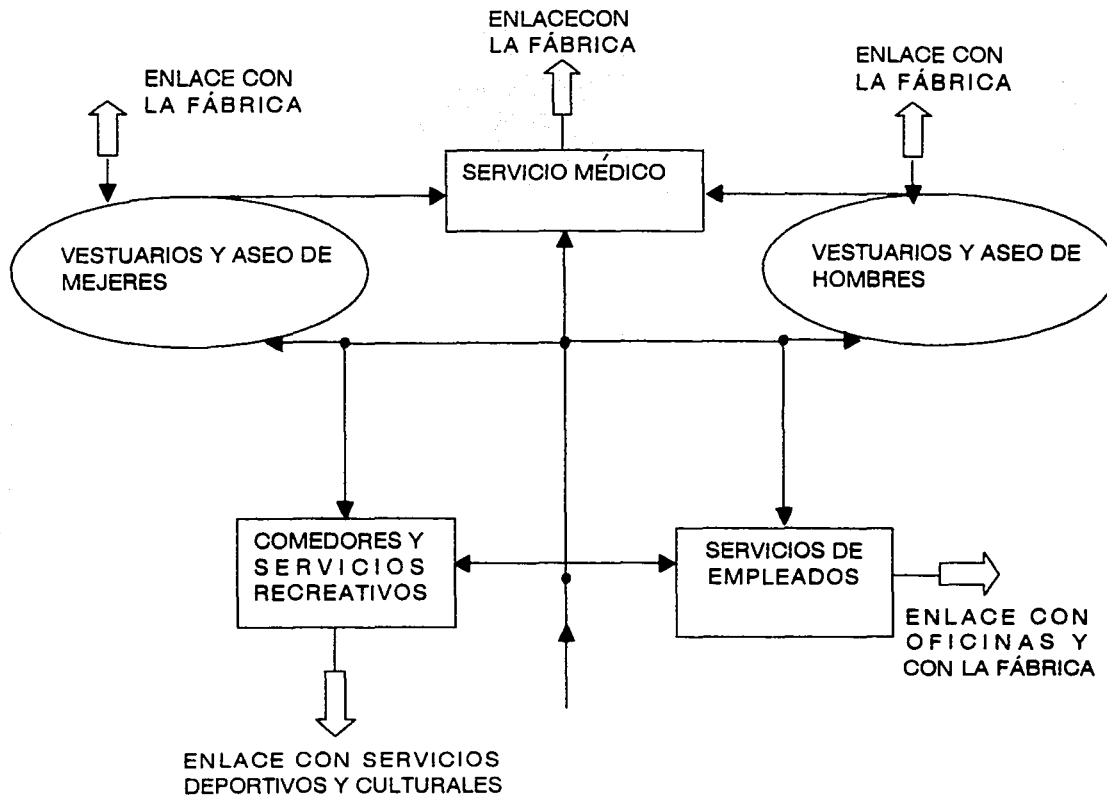 ENLACECON
LA FÁBRICA
ENLACE CON
LA FÁBRICA
ENLACE CON
LA FÁBRICA
SERVICIO MÉDICO
VESTUARIOS Y ASEO DE
MEJERES
VESTUARIOS Y ASEO DE
HOMBRES
COMEDORES Y
SERVICIOS
RECREATIVOS
SERVICIOS DE
EMPLEADOS
ENLACE CON
OFICINAS Y
CON LA FÁBRICA
ENLACE CON SERVICIOS
DEPORTIVOS Y CULTURALES